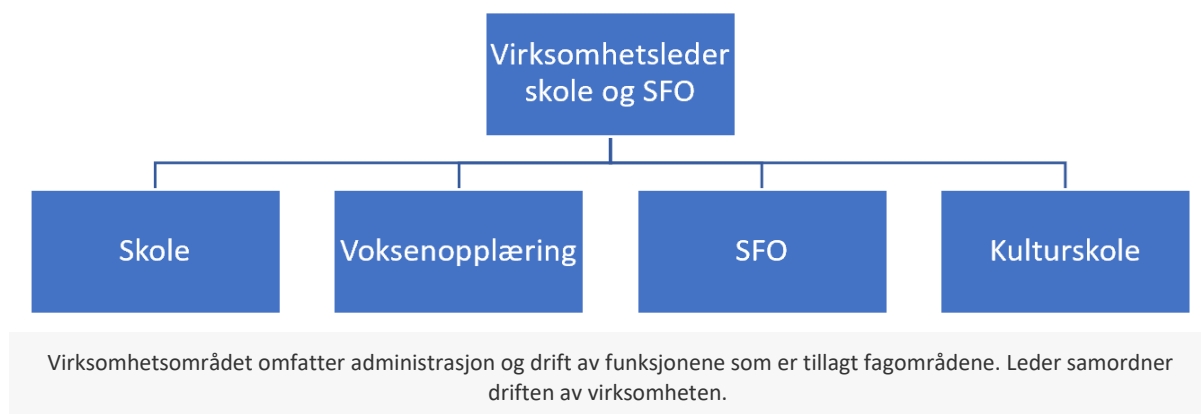 Virksomhetsleder
skole og SFO
Skole
Voksenopplæring
SFO
Kulturskole
Virksomhetsområdet omfatter administrasjon og drift av funksjonene som er tillagt fagområdene. Leder samordner
driften av virksomheten.